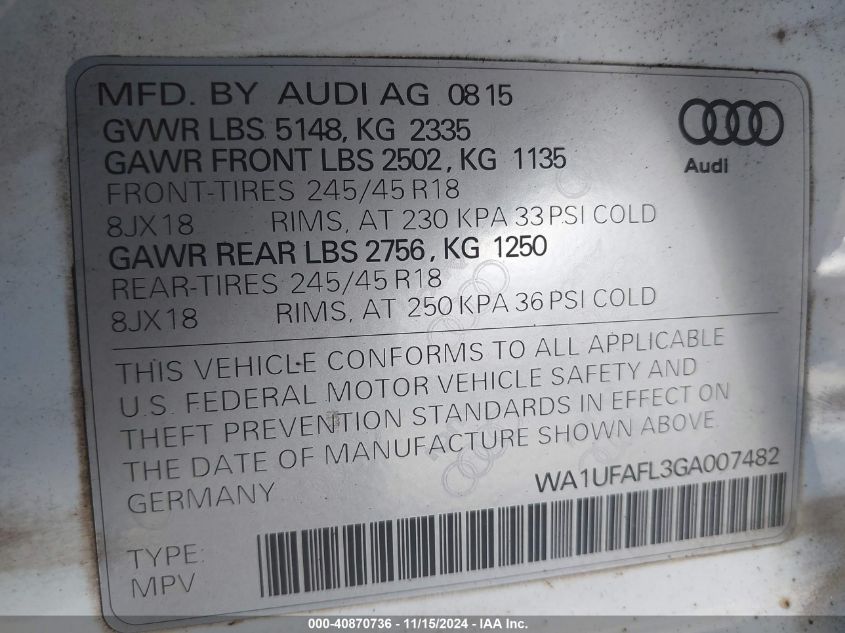 MFD. BY AUDI AG 08 15
GVWR LBS 5148, KG 2335
GAWR FRONT LBS 2502, KG 1135
FRONT-TIRES 245/45 R18
8JX18 RIMS, AT 230 KPA 33 PSI COLD
GAWR REAR LBS 2756, KG 1250
REAR-TIRES 245/45 R18
8JX18 RIMS, AT 250 KPA 36 PSI COLD
Audi
THIS VEHICLE CONFORMS TO ALL APPLICABLE
U.S. FEDERAL MOTOR VEHICLE SAFETY AND
THEFT PREVENTION STANDARDS IN EFFECT ON
THE DATE OF MANUFACTURE SHOWN ABOVE.
GERMANY WA1UFAFL3GA007482
TYPE:
MPV
000-40870736 - 11/15/2024 - IAA Inc.